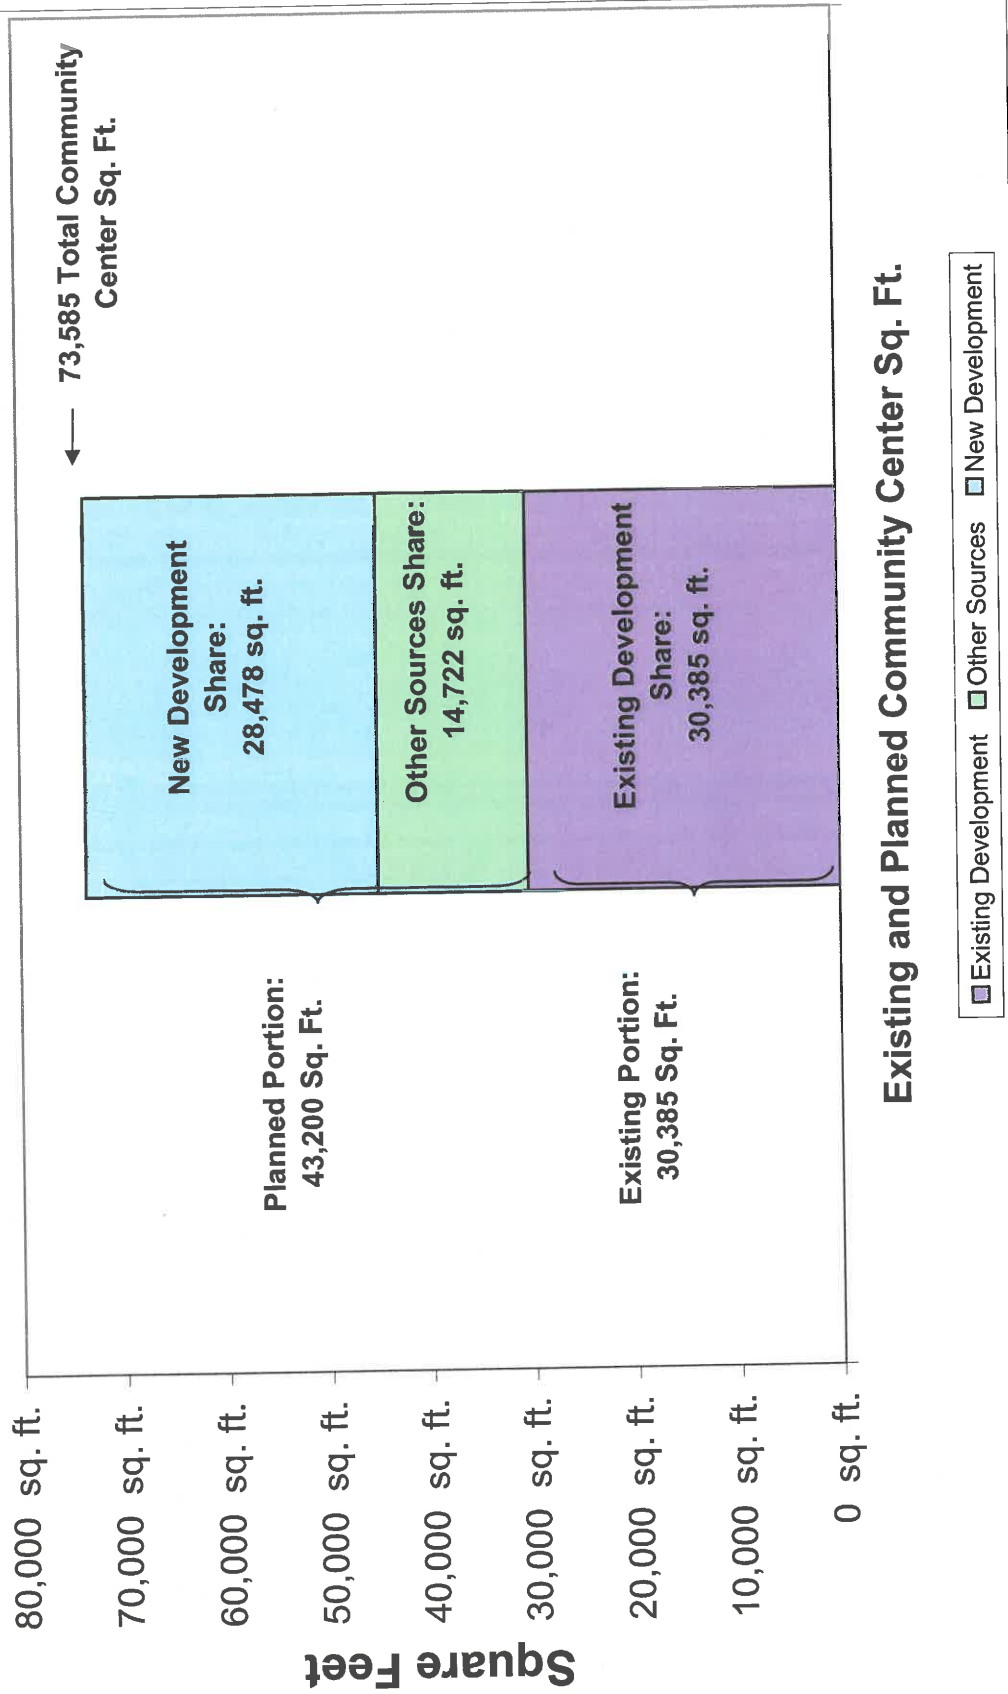 73,585 Total Community
Center Sq. Ft.
80,000 sq. ft.
70,000 sq. ft.
60,000 sq. ft.
50,000 sq. ft.
40,000 sq. ft.
30,000 sq. ft.
20,000 sq. ft.
10,000 sq. ft.
0 sq. ft.
Square Feet
Planned Portion:
43,200 Sq. Ft.
Existing Portion:
30,385 Sq. Ft.
New Development
Share:
28,478 sq. ft.
Other Sources Share:
14,722 sq. ft.
Existing Development
Share:
30,385 sq. ft.
Existing and Planned Community Center Sq. Ft.
Existing Development Other Sources New Development